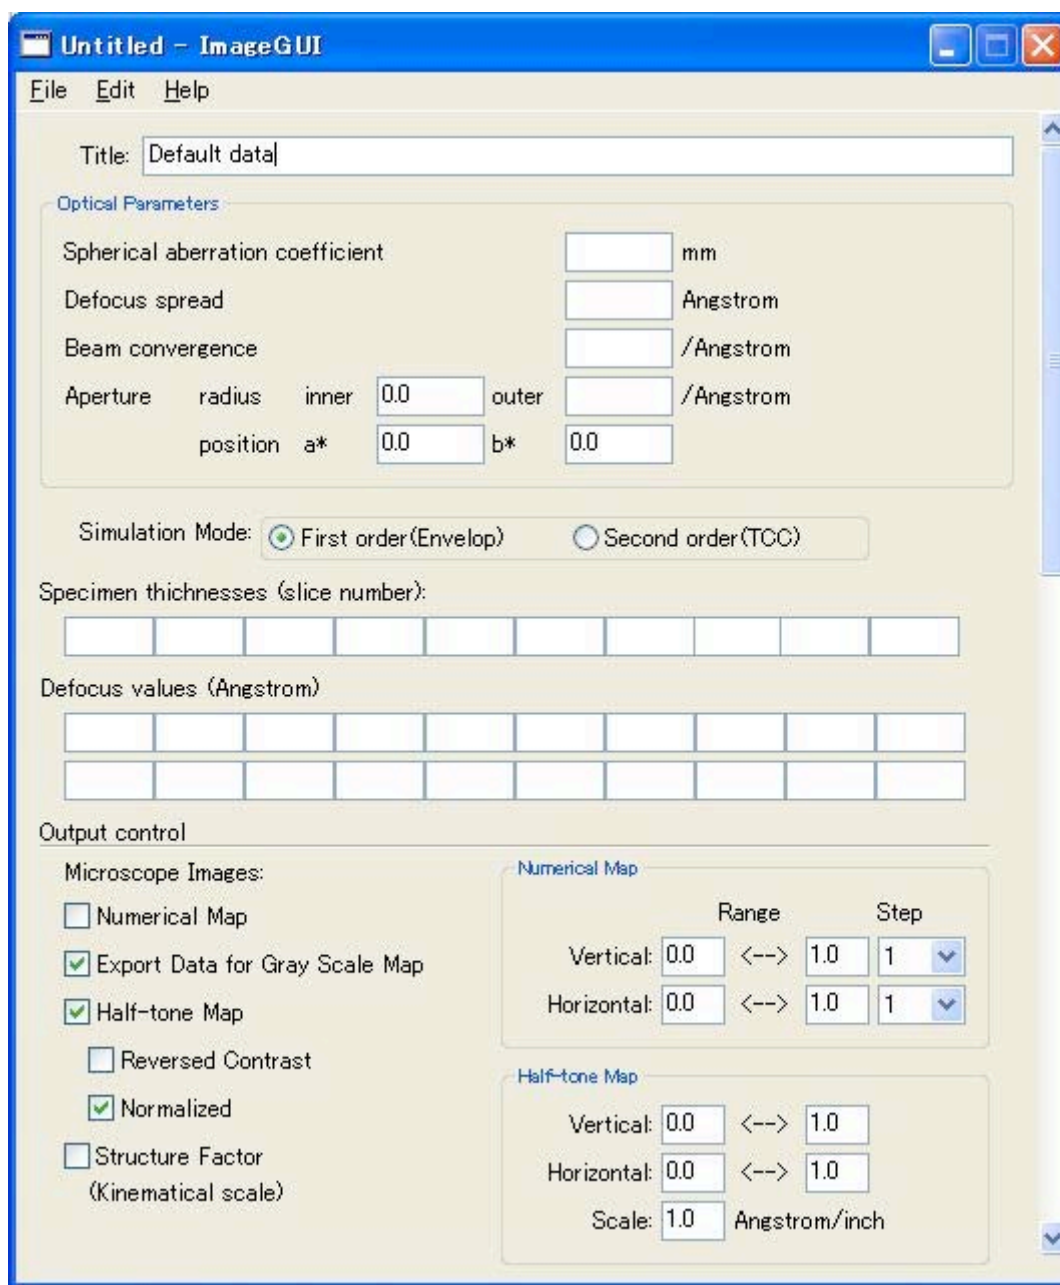 Untitled - ImageGUI
File Edit Help
Title: Default data
Optical Parameters
Spherical aberration coefficient mm
Defocus spread Angstrom
Beam convergence /Angstrom
Aperture radius inner 0.0 outer /Angstrom
position a* 0.0 b* 0.0
Simulation Mode: First order(Envelop) Second order(TCC)
Specimen thichnesses (slice number):
Defocus values (Angstrom)
Output control
Microscope Images:
Numerical Map
Export Data for Gray Scale Map
Half-tone Map
Reversed Contrast
Normalized
Structure Factor
(Kinematical scale)
Numerical Map
Range Step
Vertical: 0.0 <--> 1.0 1
Horizontal: 0.0 <--> 1.0 1
Half-tone Map
Vertical: 0.0 <--> 1.0
Horizontal: 0.0 <--> 1.0
Scale: 1.0 Angstrom/inch